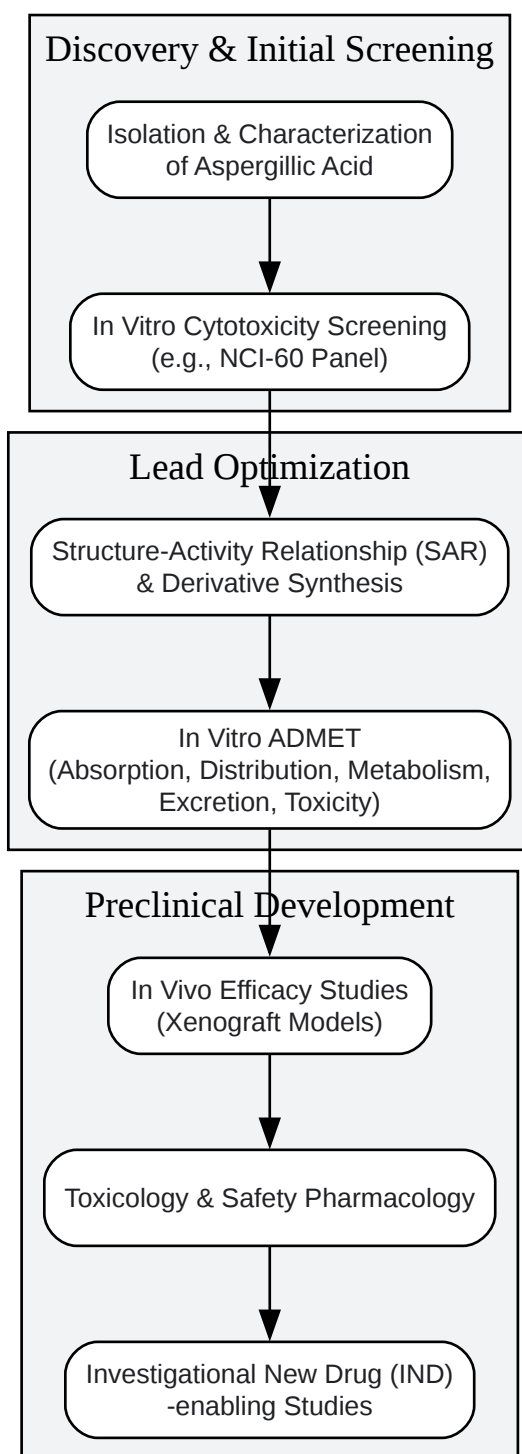 Discovery & Initial Screening
Isolation & Characterization
of Aspergillic Acid
In Vitro Cytotoxicity Screening
(e.g., NCI-60 Panel)
Lead Optimization
Structure-Activity Relationship (SAR)
& Derivative Synthesis
In Vitro ADMET
(Absorption, Distribution, Metabolism,
Excretion, Toxicity)
Preclinical Development
In Vivo Efficacy Studies
(Xenograft Models)
Toxicology & Safety Pharmacology
Investigational New Drug (IND)
-enabling Studies